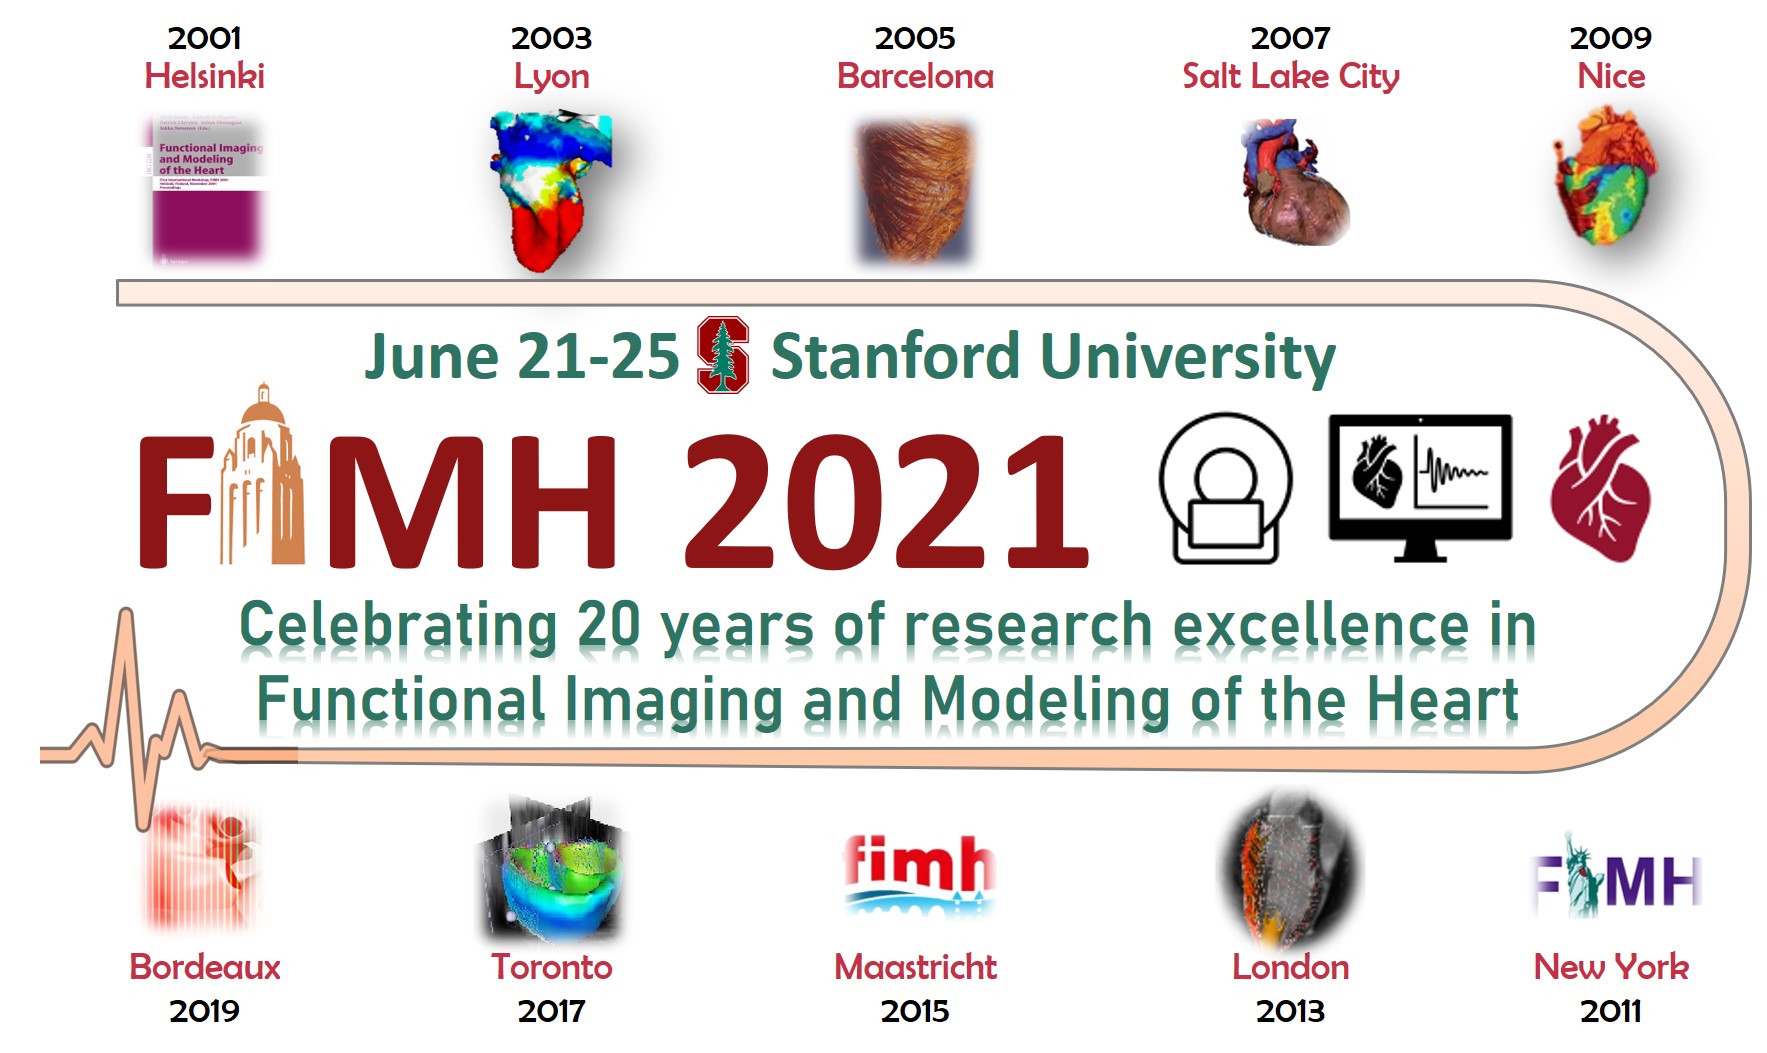 2001
Helsinki
2003
Lyon
2005
Barcelona
2007
Salt Lake City
2009
Nice
Functional Imaging
and Modeling
of the Heart
June 21-25 S Stanford University
FIMH 2021
Celebrating 20 years of research excellence in
Functional Imaging and Modeling of the Heart
fimh
FIMH
Bordeaux
2019
Toronto
2017
Maastricht
2015
London
2013
New York
2011